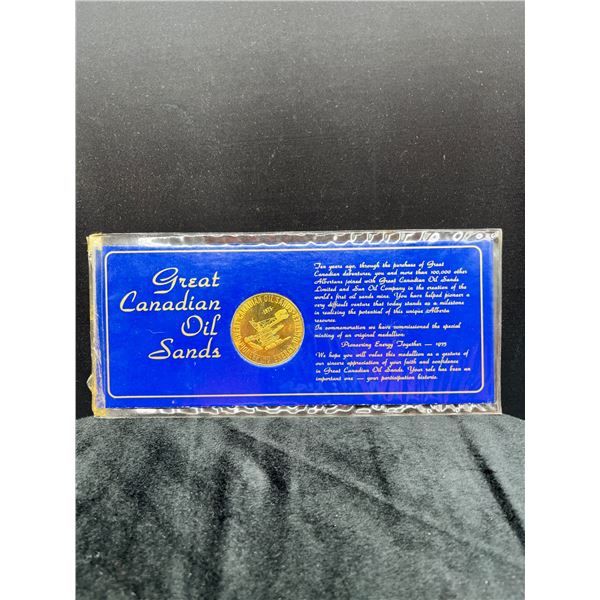 Great
Canadian
Oil
Sands
CANADIAN OIL SANDS
1975
Ten years ago, through the purchase of Great
Canadian debentures, you and more than 100,000 other
Albertans joined with Great Canadian Oil Sands
Limited and Sun Oil Company in the creation of the
world's first oil sands mine. You have helped pioneer a
very difficult venture that today stands as a milestone
in realizing the potential of this unique Alberta
resource.
In commemoration we have commissioned the special
minting of an original medallion:
Pioneering Energy Together — 1975
We hope you will value this medallion as a gesture of
our sincere appreciation of your faith and confidence
in Great Canadian Oil Sands. Your role has been an
important one — your participation historic.